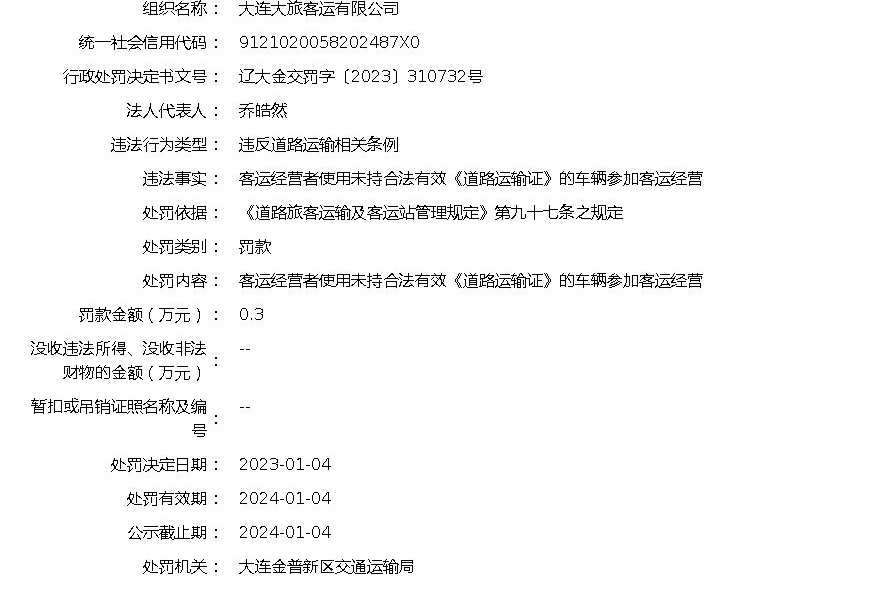 组织名称： 大连大旅客运有限公司
统一社会信用代码： 9121020058202487X0
行政处罚决定书文号： 辽大金交罚字〔2023〕310732号
法人代表人： 乔皓然
违法行为类型： 违反道路运输相关条例
违法事实： 客运经营者使用未持合法有效《道路运输证》的车辆参加客运经营
处罚依据： 《道路旅客运输及客运站管理规定》第九十七条之规定
处罚类别： 罚款
处罚内容： 客运经营者使用未持合法有效《道路运输证》的车辆参加客运经营
罚款金额（万元）： 0.3
没收违法所得、没收非法
财物的金额（万元）： --
暂扣或吊销证照名称及编
号： --
处罚决定日期： 2023-01-04
处罚有效期： 2024-01-04
公示截止期： 2024-01-04
处罚机关： 大连金普新区交通运输局